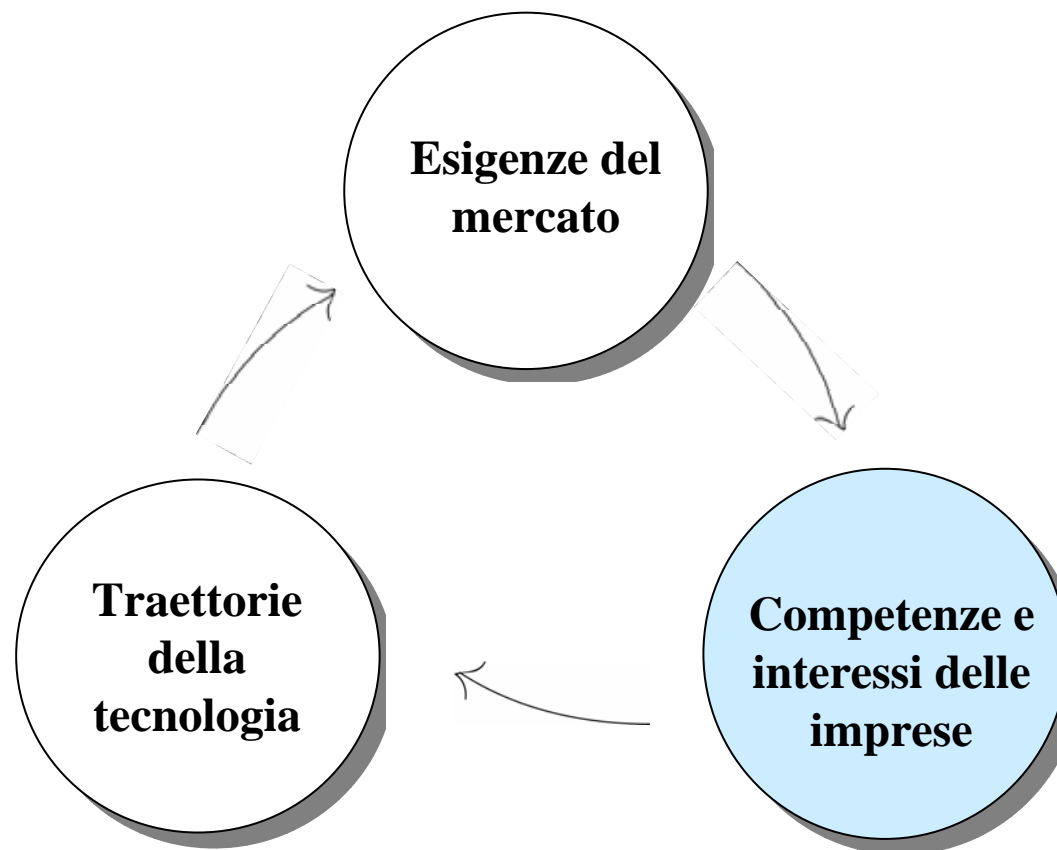 Esigenze del
mercato
Traettorie
della
tecnologia
Competenze e
interessi delle
imprese